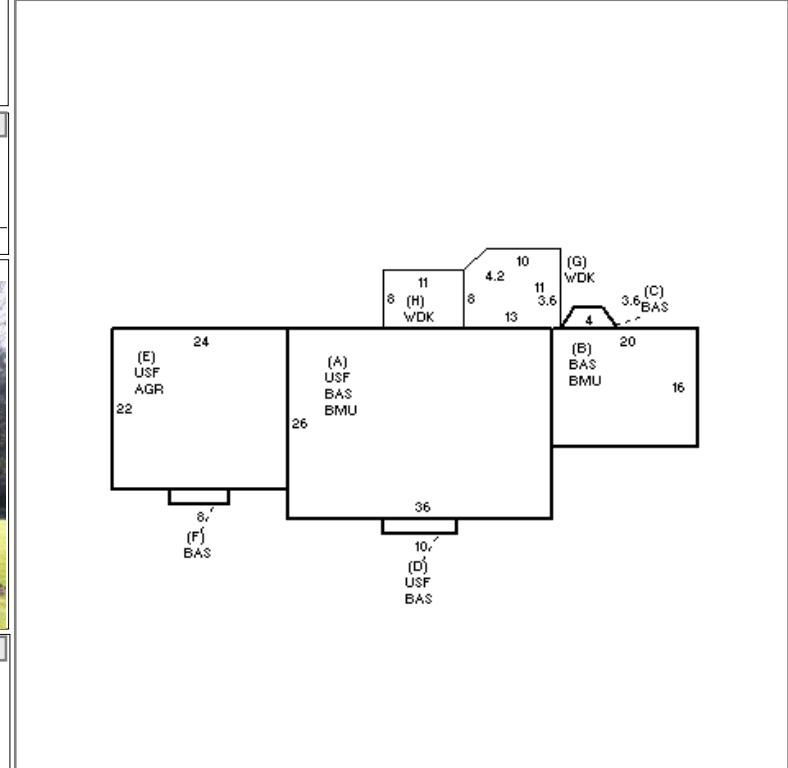 10
(G)
WDK
4.2
11
(H)
WDK
8
8
11
3.6
13
3.6
(C)
BAS
4
24
(E)
USF
AGR
22
(A)
USF
BAS
BMU
26
36
(B)
BAS
BMU
20
16
8
(F)
BAS
10
(D)
USF
BAS